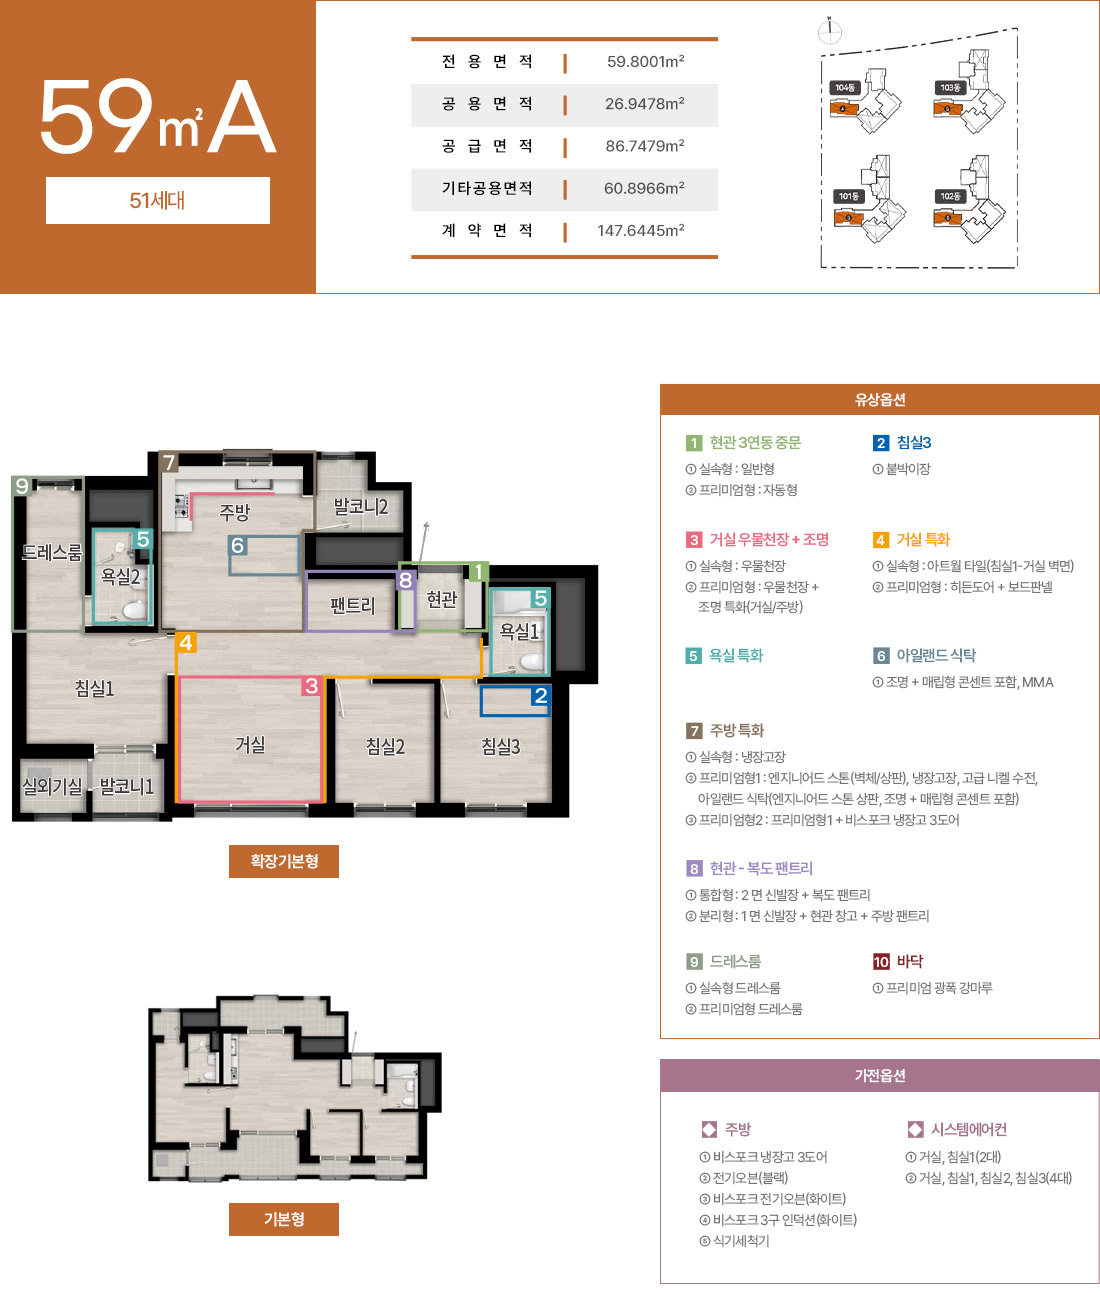 59㎡A
51세대
전용면적 59.8001m²
공용면적 26.9478m²
공급면적 86.7479m²
기타공용면적 60.8966m²
계약면적 147.6445m²
N
104동
103동
4
5
101동
102동
3
5
유상옵션
1 현관 3연동 중문
① 실속형 : 일반형
② 프리미엄형 : 자동형
2 침실3
① 붙박이장
3 거실 우물천장 + 조명
① 실속형 : 우물천장
② 프리미엄형 : 우물천장 +
조명 특화(거실/주방)
4 거실 특화
① 실속형 : 아트월 타일(침실1-거실 벽면)
② 프리미엄형 : 히든도어 + 보드판넬
5 욕실 특화
6 아일랜드 식탁
① 조명 + 매립형 콘센트 포함, MMA
7 주방 특화
① 실속형 : 냉장고장
② 프리미엄형1 : 엔지니어드 스톤(벽체/상판), 냉장고장, 고급 니켈 수전,
아일랜드 식탁(엔지니어드 스톤 상판, 조명 + 매립형 콘센트 포함)
③ 프리미엄형2 : 프리미엄형1 + 비스포크 냉장고 3도어
8 현관 - 복도 팬트리
① 통합형 : 2면 신발장 + 복도 팬트리
② 분리형 : 1면 신발장 + 현관 창고 + 주방 팬트리
9 드레스룸
① 실속형 드레스룸
② 프리미엄형 드레스룸
10 바닥
① 프리미엄 광폭 강마루
7
9
주방
발코니2
드레스룸
5
욕실2
6
8
팬트리
1
현관
5
욕실1
4
침실1
3
거실
침실2
2
침실3
실외기실
발코니1
확장기본형
기본형
가전옵션
주방
① 비스포크 냉장고 3도어
② 전기오븐(블랙)
③ 비스포크 전기오븐(화이트)
④ 비스포크 3구 인덕션(화이트)
⑤ 식기세척기
시스템에어컨
① 거실, 침실1(2대)
② 거실, 침실1, 침실2, 침실3(4대)